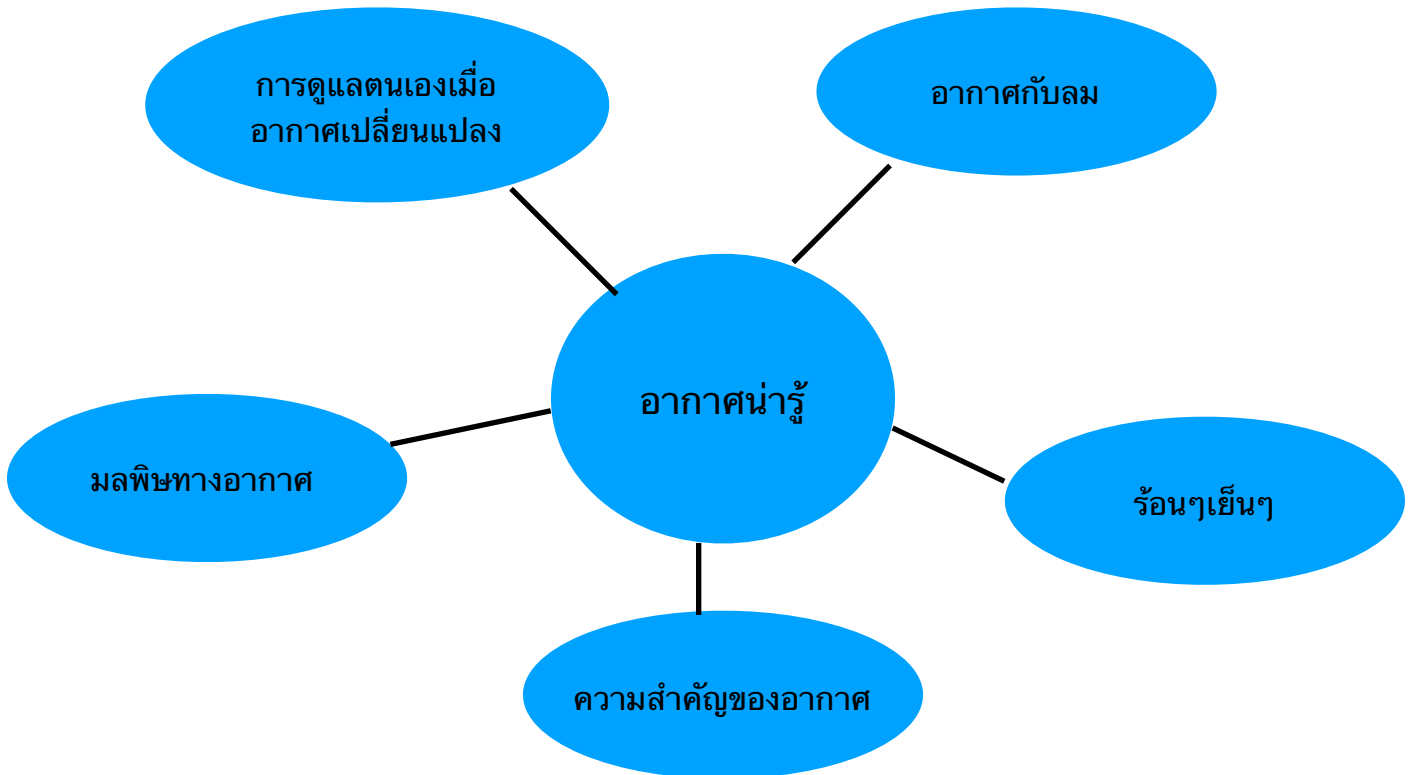 การดูแลตนเองเมื่อ
อากาศเปลี่ยนแปลง
อากาศกับลม
อากาศน่ารู้
มลพิษทางอากาศ
ร้อนๆเย็นๆ
ความสำคัญของอากาศ